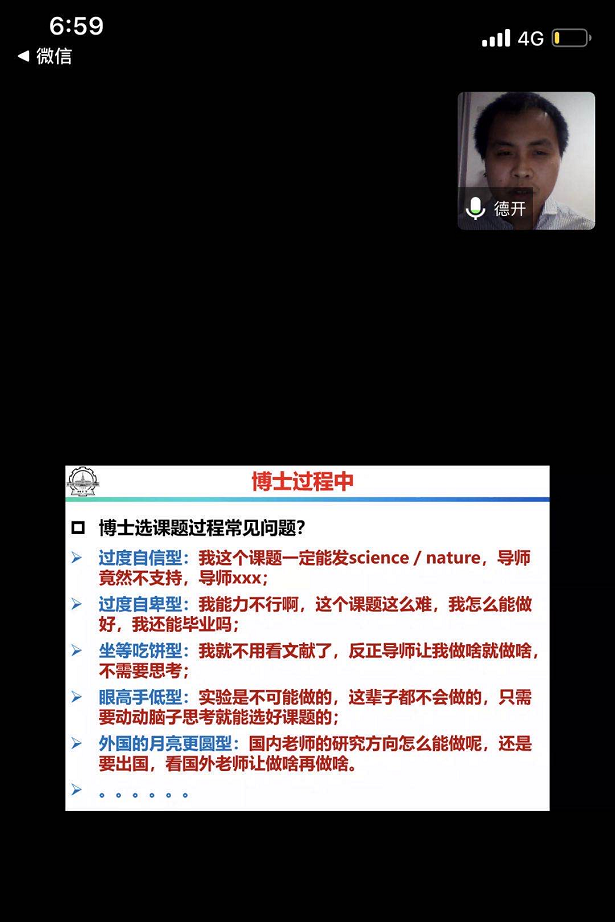 6:59
4G
◀ 微信
德开
博士过程中
博士选课题过程常见问题？
过度自信型：我这个课题一定能发science / nature，导师
竟然不支持，导师xxx；
过度自卑型：我能力不行啊，这个课题这么难，我怎么能做
好，我还能毕业吗；
坐等吃饼型：我就不用看文献了，反正导师让我做啥就做啥，
不需要思考；
眼高手低型：实验是不可能做的，这辈子都不会做的，只需
要动动脑子思考就能选好课题的；
外国的月亮更圆型：国内老师的研究方向怎么能做呢，还是
要出国，看国外老师让做啥再做啥。
。。。。。。